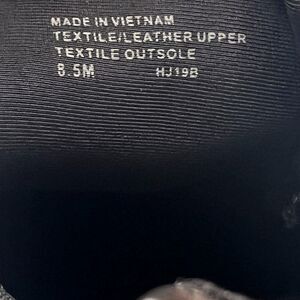 MADE IN VIETNAM
TEXTILE/LEATHER UPPER
TEXTILE OUTSOLE
8.5M HJ19B